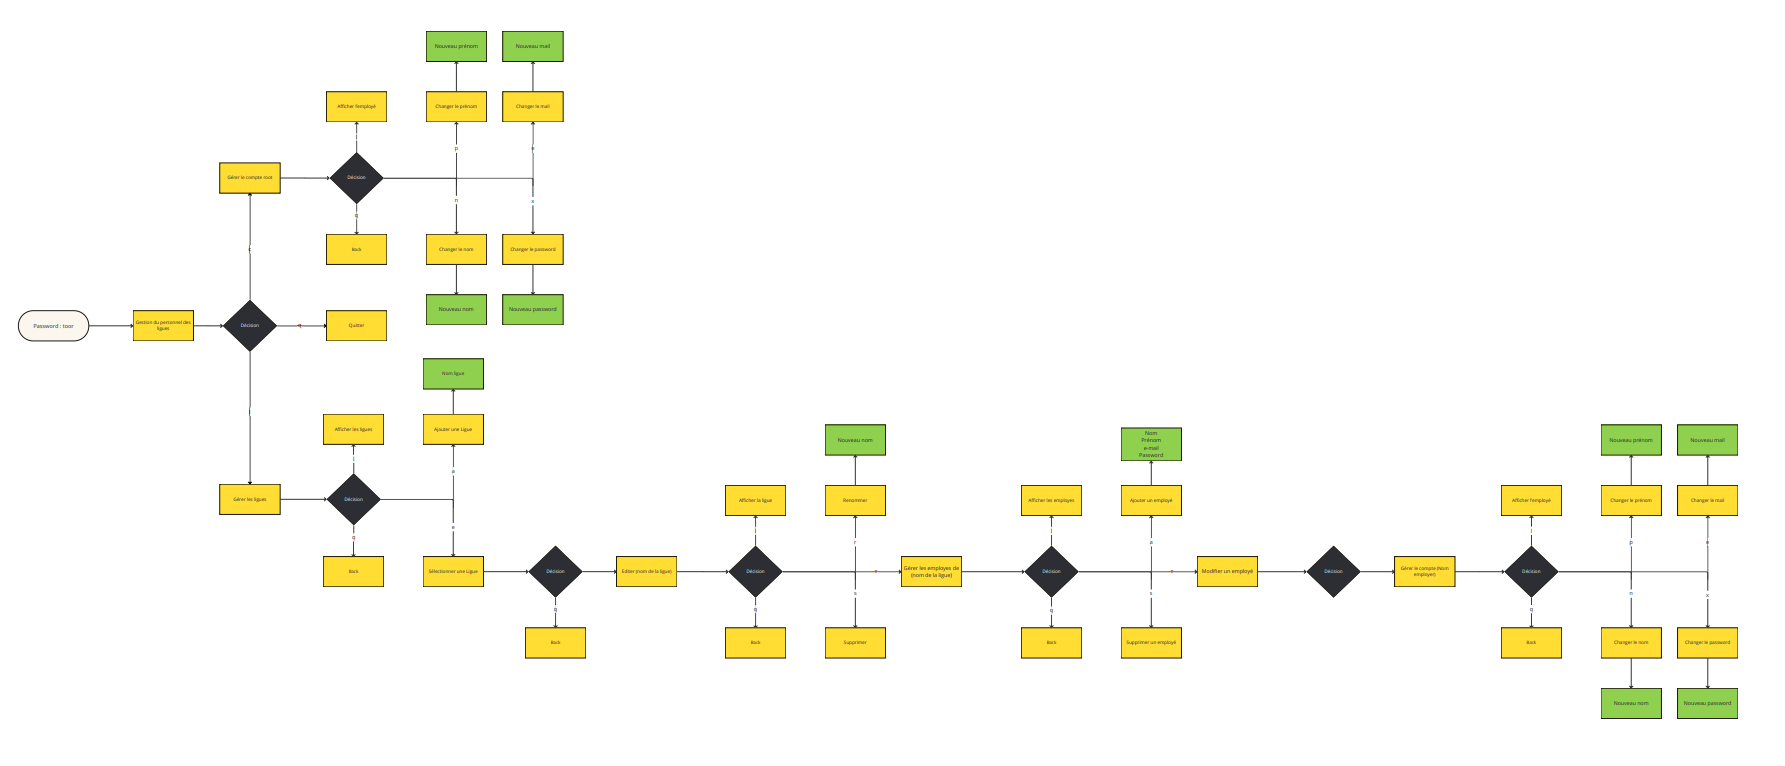 Nouveau prénom
Nouveau mail
Afficher l'employé
Changer le prénom
Changer le mail
p
e
Gérer le compte root
Décision
n
x
q
Back
Changer le nom
Changer le password
c
Nouveau nom
Nouveau password
Password : toor
Gestion du personnel des
ligues
Décision
q
Quitter
Nom ligue
l
Afficher les ligues
Ajouter une Ligue
l
a
Gérer les ligues
Décision
e
q
Back
Sélectionner une Ligue
Décision
q
Back
Editer (nom de la ligue)
Afficher la ligue
Décision
q
Back
Nouveau nom
Renommer
r
s
Supprimer
Gérer les employes de
(nom de la ligue)
Afficher les employes
l
Décision
q
Back
Nom
Prénom
e-mail
Password
Ajouter un employé
a
s
Supprimer un employé
Modifier un employé
Décision
Gérer le compte (Nom
employer)
Afficher l'employé
l
Décision
q
Back
Nouveau prénom
Nouveau mail
Changer le prénom
Changer le mail
p
e
n
x
Changer le nom
Changer le password
Nouveau nom
Nouveau password